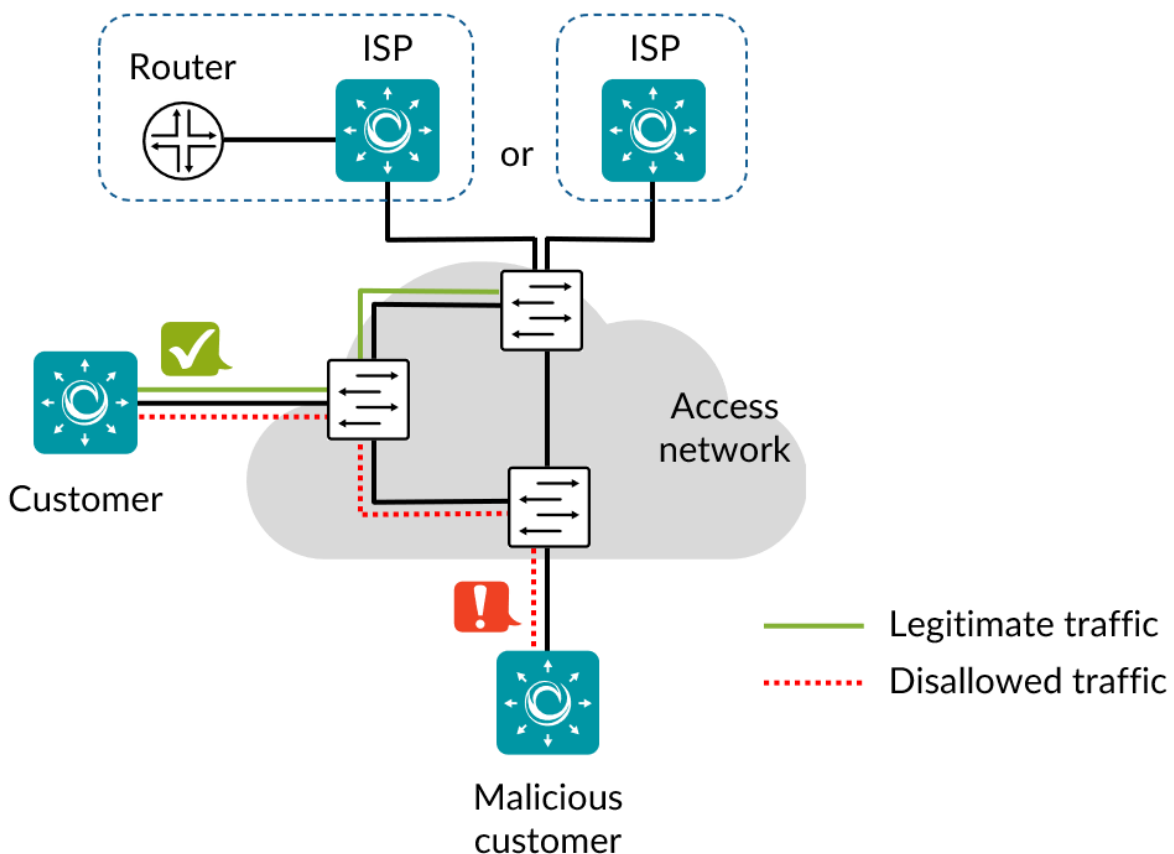 ISP
ISP
Router
or
Access
network
Customer
Legitimate traffic
Disallowed traffic
Malicious
customer